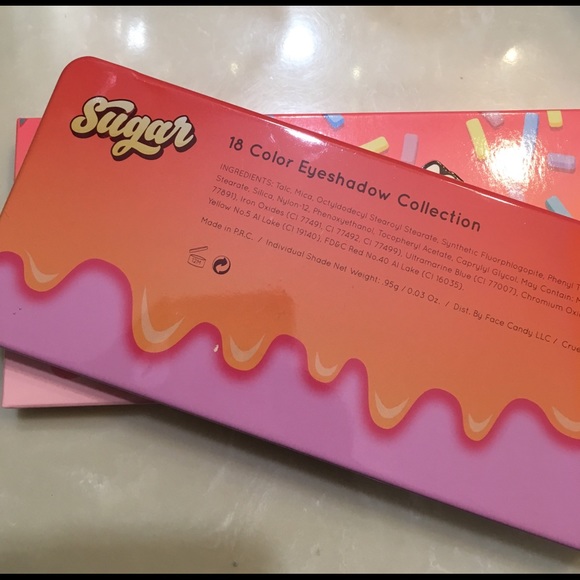 Sugar
18 Color Eyeshadow Collection
INGREDIENTS: Talc, Mica, Octyldodecyl Stearoyl Stearate, Synthetic Fluorphlogopite, Phenyl T
Stearate, Silica, Nylon-12, Phenoxyethanol, Tocopheryl Acetate, Caprylyl Glycol. May Contain:
77891), Iron Oxides (CI 77491, CI 77492, CI 77499), Ultramarine Blue (CI 77007), Chromium Oxid
Yellow No.5 Al Lake (CI 19140), FD&C Red No.40 Al Lake (CI 16035).
Made in P.R.C. / Individual Shade Net Weight: .95g / 0.03 Oz. / Dist. By Face Candy LLC / Crue